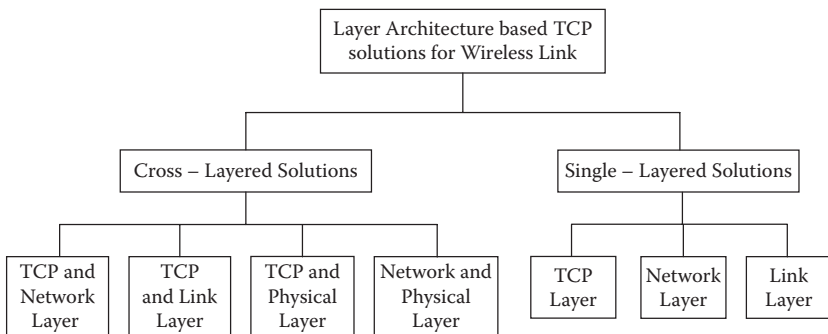 Layer Architecture based TCP
solutions for Wireless Link
Cross – Layered Solutions
Single – Layered Solutions
TCP and
Network
Layer
TCP
and Link
Layer
TCP and
Physical
Layer
Network and
Physical
Layer
TCP
Layer
Network
Layer
Link
Layer